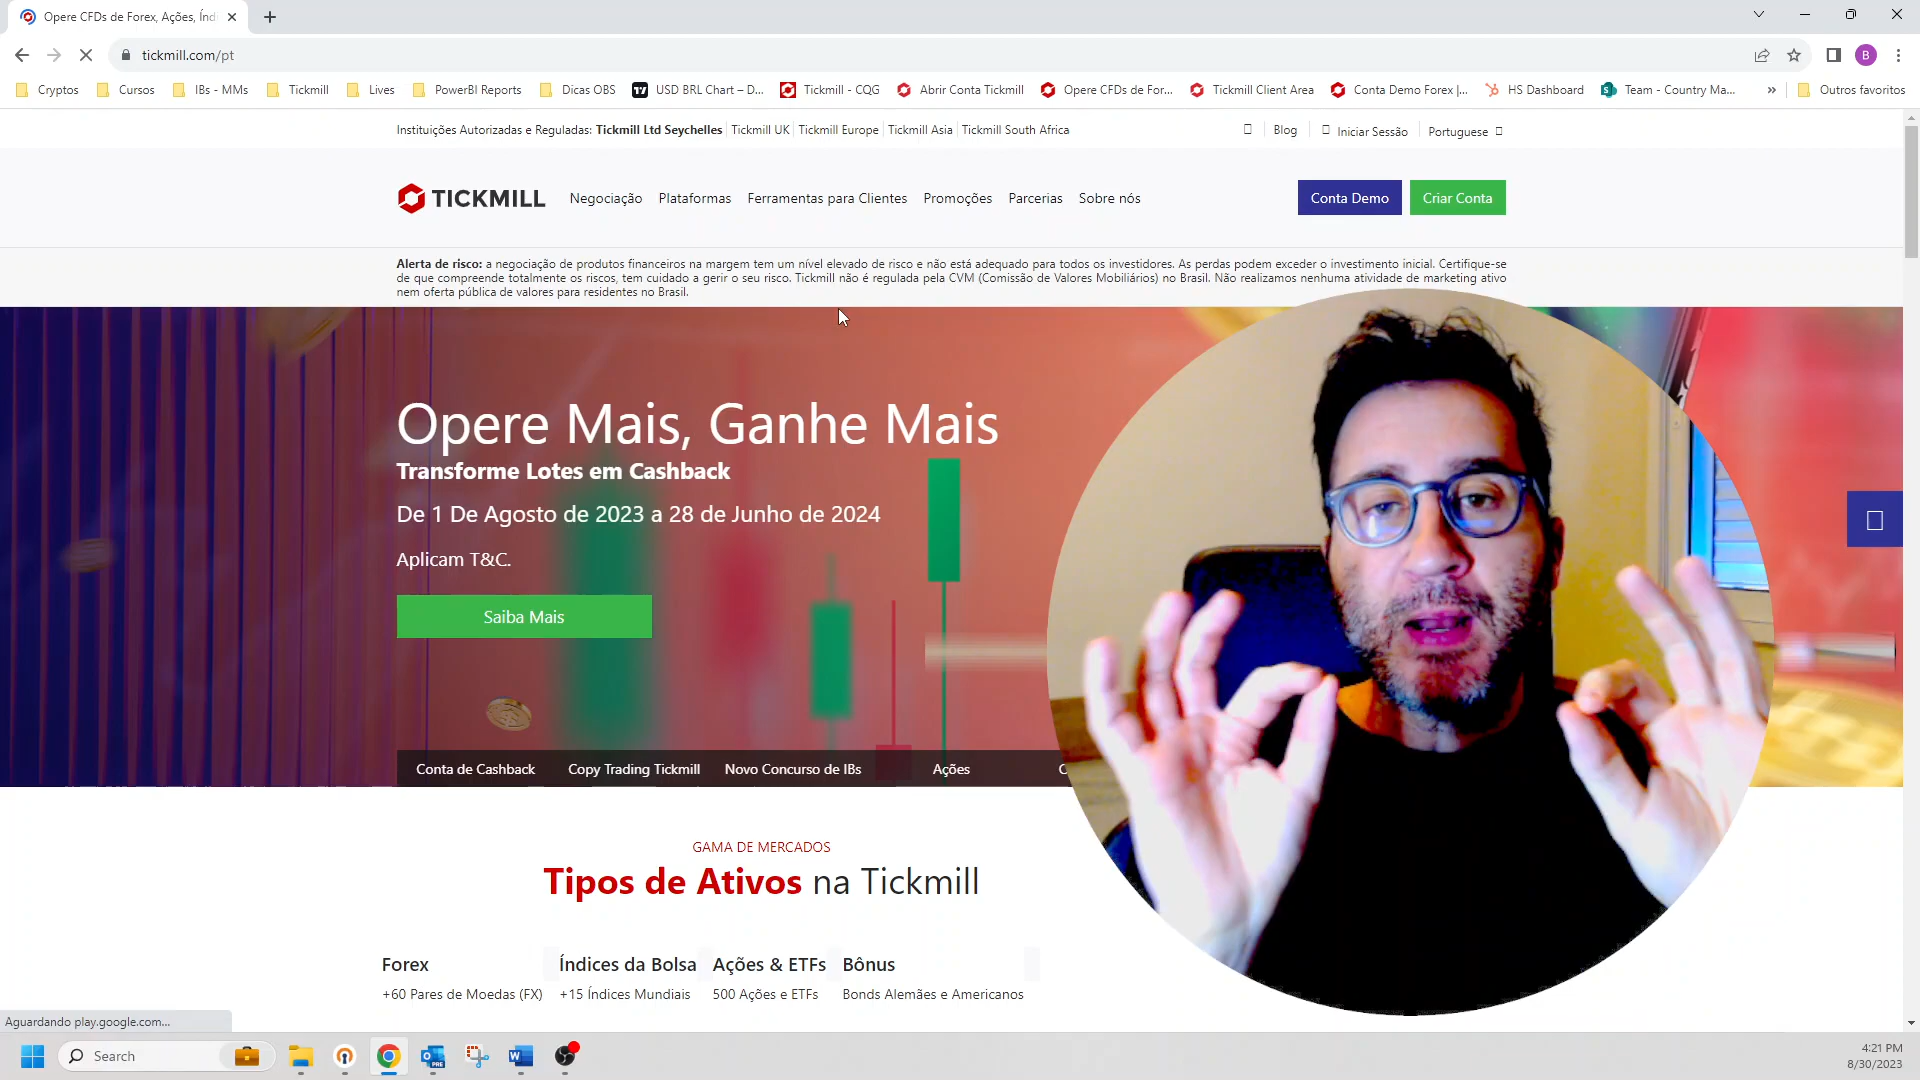 Opere CFDs de Forex, Ações, Índi
tickmill.com/pt
B
Cryptos
Cursos
IBs - MMs
Tickmill
Lives
PowerBI Reports
Dicas OBS
USD BRL Chart – D...
Tickmill - CQG
Abrir Conta Tickmill
Opere CFDs de For...
Tickmill Client Area
Conta Demo Forex |...
HS Dashboard
Team - Country Ma...
»
Outros favoritos
Instituições Autorizadas e Reguladas: Tickmill Ltd Seychelles | Tickmill UK | Tickmill Europe | Tickmill Asia | Tickmill South Africa
Blog
Iniciar Sessão
Portuguese
TICKMILL
Negociação
Plataformas
Ferramentas para Clientes
Promoções
Parcerias
Sobre nós
Conta Demo
Criar Conta
Alerta de risco: a negociação de produtos financeiros na margem tem um nível elevado de risco e não está adequado para todos os investidores. As perdas podem exceder o investimento inicial. Certifique-se
de que compreende totalmente os riscos, tem cuidado a gerir o seu risco. Tickmill não é regulada pela CVM (Comissão de Valores Mobiliários) no Brasil. Não realizamos nenhuma atividade de marketing ativo
nem oferta pública de valores para residentes no Brasil.
Opere Mais, Ganhe Mais
Transforme Lotes em Cashback
De 1 De Agosto de 2023 a 28 de Junho de 2024
Aplicam T&C.
Saiba Mais
Conta de Cashback
Copy Trading Tickmill
Novo Concurso de IBs
Ações
GAMA DE MERCADOS
Tipos de Ativos na Tickmill
Forex
Índices da Bolsa
Ações & ETFs
Bônus
+60 Pares de Moedas (FX)
+15 Índices Mundiais
500 Ações e ETFs
Bonds Alemães e Americanos
Aguardando play.google.com...
Search
4:21 PM
8/30/2023